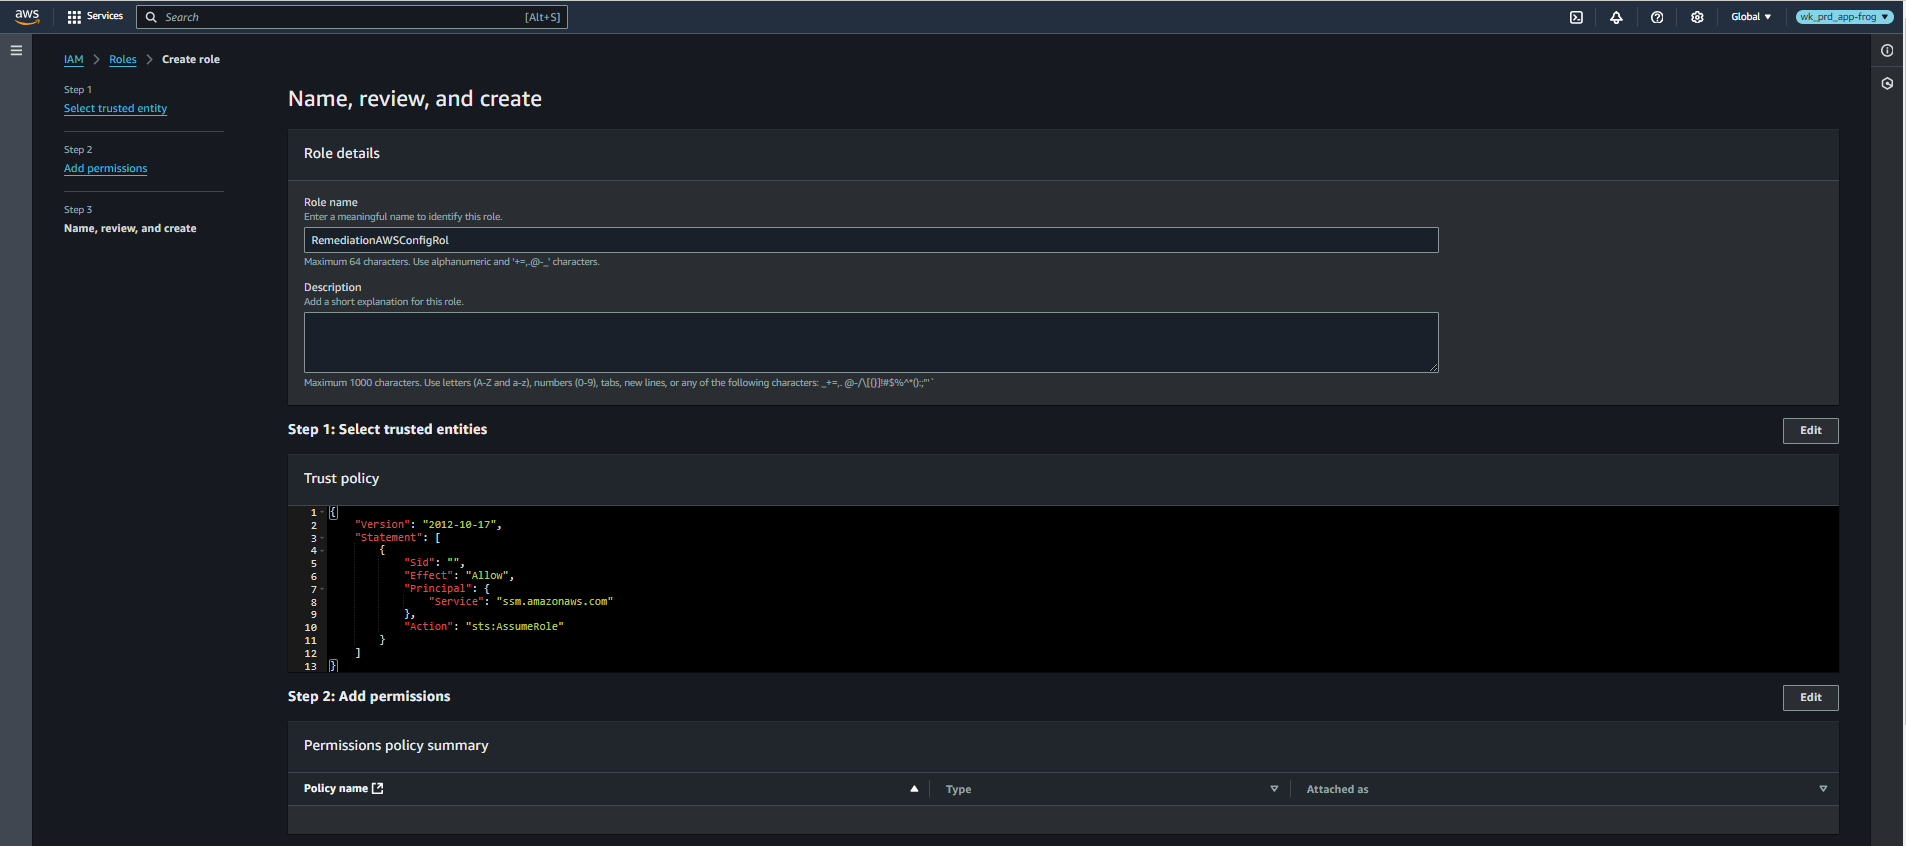 aws
Services
Search [Alt+S]
Global
wk_prd_app-frog
IAM > Roles > Create role
Step 1
Select trusted entity
Step 2
Add permissions
Step 3
Name, review, and create
Name, review, and create
Role details
Role name
Enter a meaningful name to identify this role.
RemediationAWSConfigRol
Maximum 64 characters. Use alphanumeric and '+=,.@-_' characters.
Description
Add a short explanation for this role.
Maximum 1000 characters. Use letters (A-Z and a-z), numbers (0-9), tabs, new lines, or any of the following characters: _+=,. @-/\[{}]!#$%^*();:"'`
Step 1: Select trusted entities
Edit
Trust policy
1 {
2 "Version": "2012-10-17",
3 "Statement": [
4 {
5 "Sid": "",
6 "Effect": "Allow",
7 "Principal": {
8 "Service": "ssm.amazonaws.com"
9 },
10 "Action": "sts:AssumeRole"
11 }
12 ]
13 }
Step 2: Add permissions
Edit
Permissions policy summary
Policy name
Type
Attached as